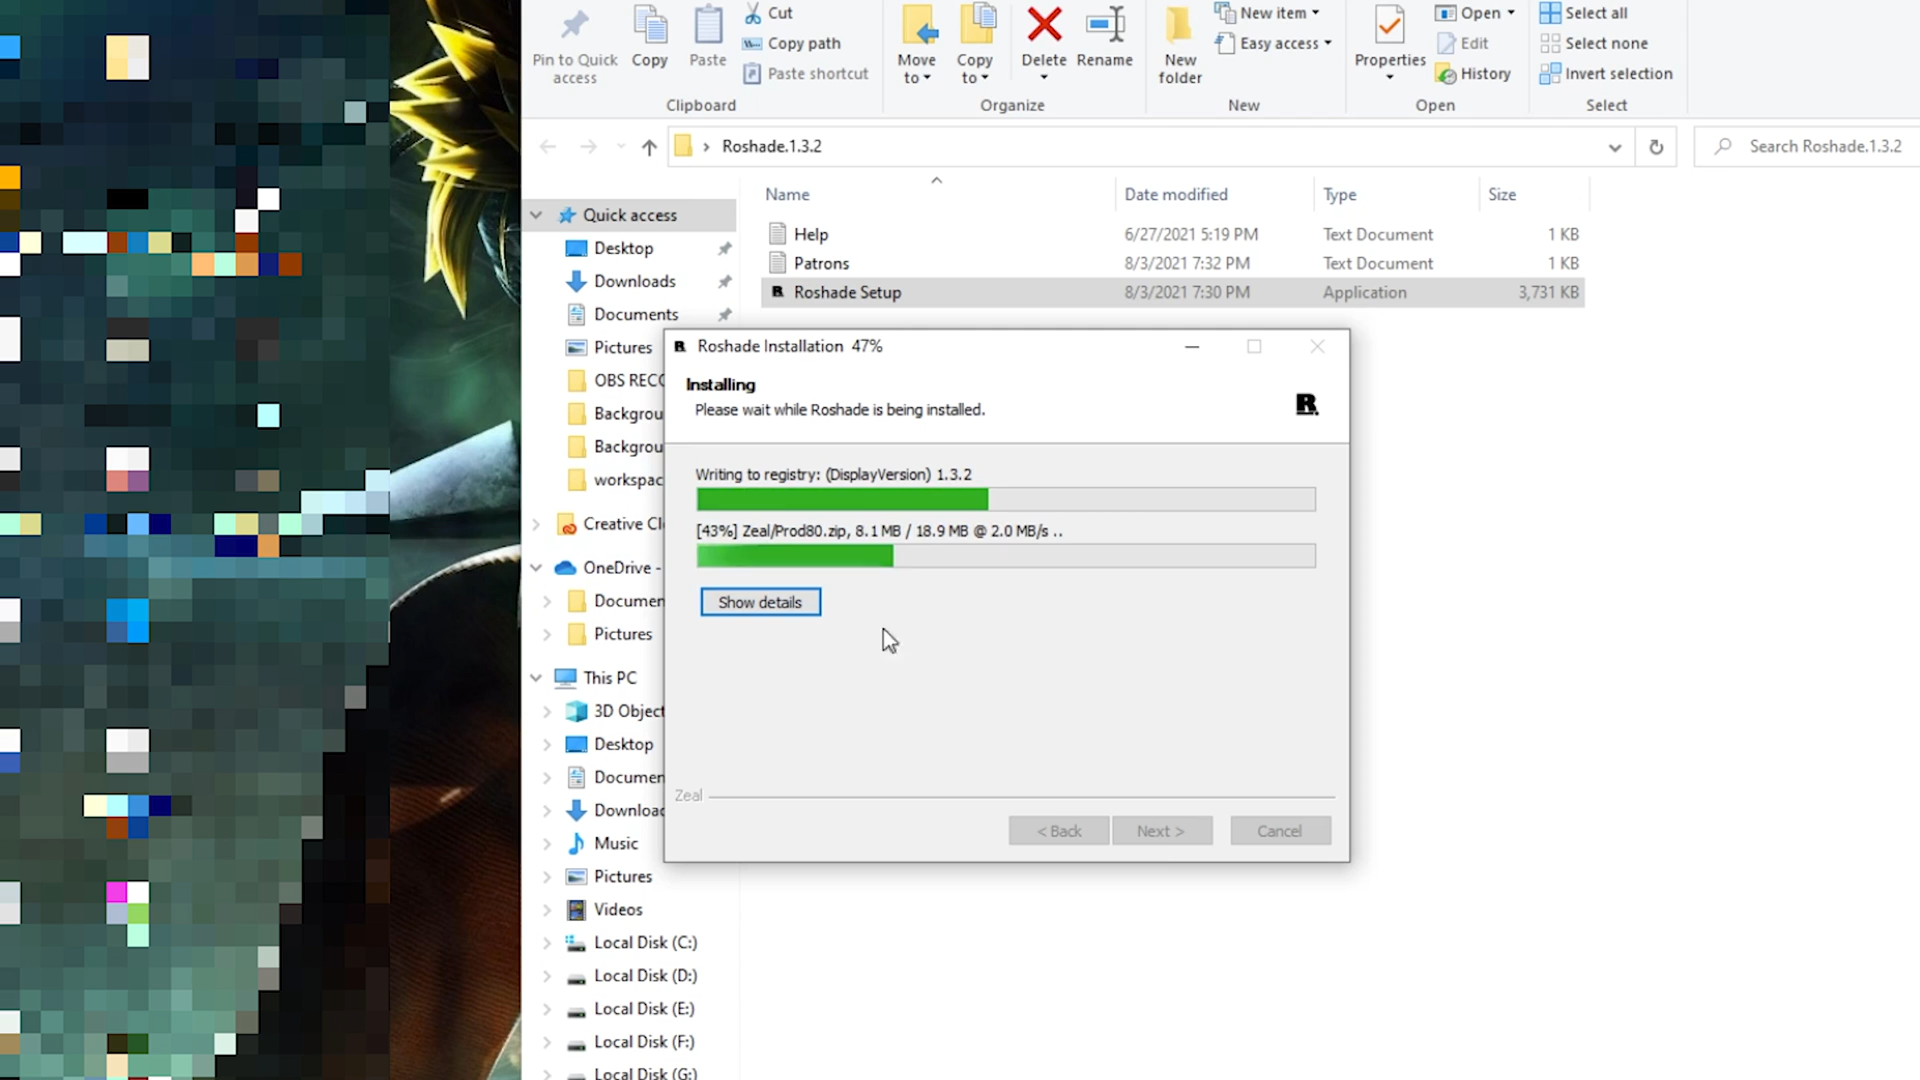 Pin to Quick access
Copy
Paste
Cut
Copy path
Paste shortcut
Clipboard
Move to
Copy to
Delete
Rename
Organize
New folder
New item
Easy access
New
Properties
Open
Edit
History
Open
Select all
Select none
Invert selection
Select
Roshade.1.3.2
Search Roshade.1.3.2
Name Date modified Type Size
Help 6/27/2021 5:19 PM Text Document 1 KB
Patrons 8/3/2021 7:32 PM Text Document 1 KB
Roshade Setup 8/3/2021 7:30 PM Application 3,731 KB
Quick access
Desktop
Downloads
Documents
Pictures
OBS REC
Backgrou
Backgrou
workspac
Creative Cl
OneDrive -
Documen
Pictures
This PC
3D Object
Desktop
Documen
Downloac
Music
Pictures
Videos
Local Disk (C:)
Local Disk (D:)
Local Disk (E:)
Local Disk (F:)
Local Disk (G:)
R Roshade Installation 47%
Installing
Please wait while Roshade is being installed.
R
Writing to registry: (DisplayVersion) 1.3.2
[43%] Zeal/Prod80.zip, 8.1 MB / 18.9 MB @ 2.0 MB/s ..
Show details
Zeal
< Back
Next >
Cancel